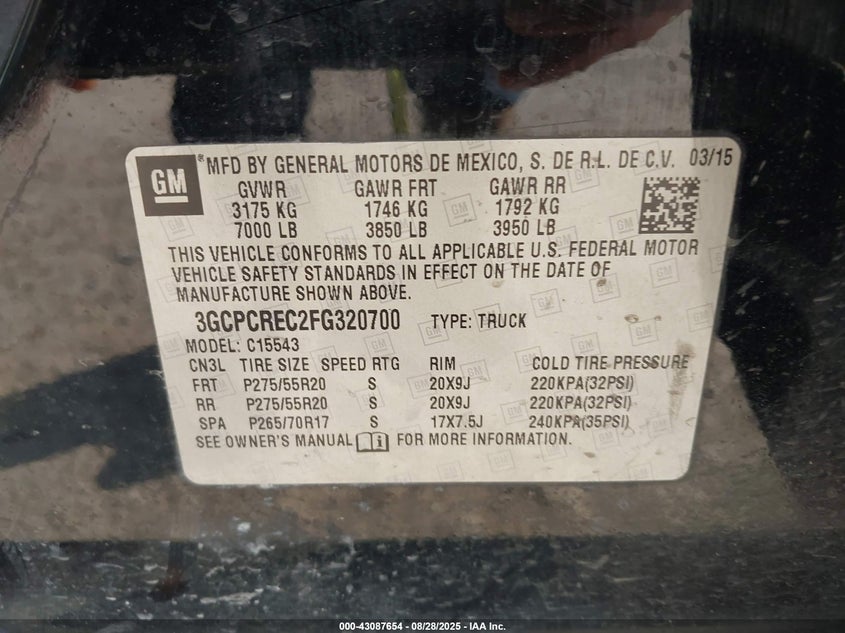 GM ® MFD BY GENERAL MOTORS DE MEXICO, S. DE R.L. DE C.V. 03/15
GVWR GAWR FRT GAWR RR
3175 KG 1746 KG 1792 KG
7000 LB 3850 LB 3950 LB
THIS VEHICLE CONFORMS TO ALL APPLICABLE U.S. FEDERAL MOTOR
VEHICLE SAFETY STANDARDS IN EFFECT ON THE DATE OF
MANUFACTURE SHOWN ABOVE.
3GCPCREC2FG320700 TYPE: TRUCK
MODEL: C15543
CN3L TIRE SIZE SPEED RTG RIM COLD TIRE PRESSURE
FRT P275/55R20 S 20X9J 220KPA(32PSI)
RR P275/55R20 S 20X9J 220KPA(32PSI)
SPA P265/70R17 S 17X7.5J 240KPA(35PSI)
SEE OWNER'S MANUAL FOR MORE INFORMATION.
000-43087654 - 08/28/2025 - IAA Inc.